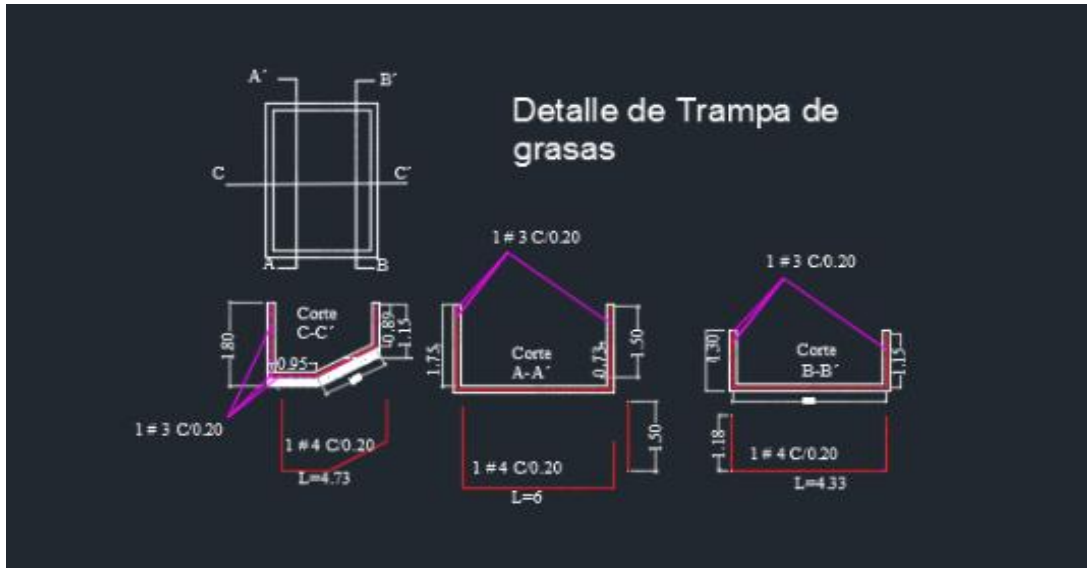 A´
B´
Detalle de Trampa de
grasas
C
C´
A
B
1 # 3 C/0.20
1 # 3 C/0.20
Corte
C-C´
1.80
0.95
0.89
1.15
1.75
Corte
A-A´
0.73
1.50
1.30
Corte
B-B´
1.15
1 # 3 C/0.20
1 # 4 C/0.20
L=4.73
1 # 4 C/0.20
L=6
1.50
1.18
1 # 4 C/0.20
L=4.33